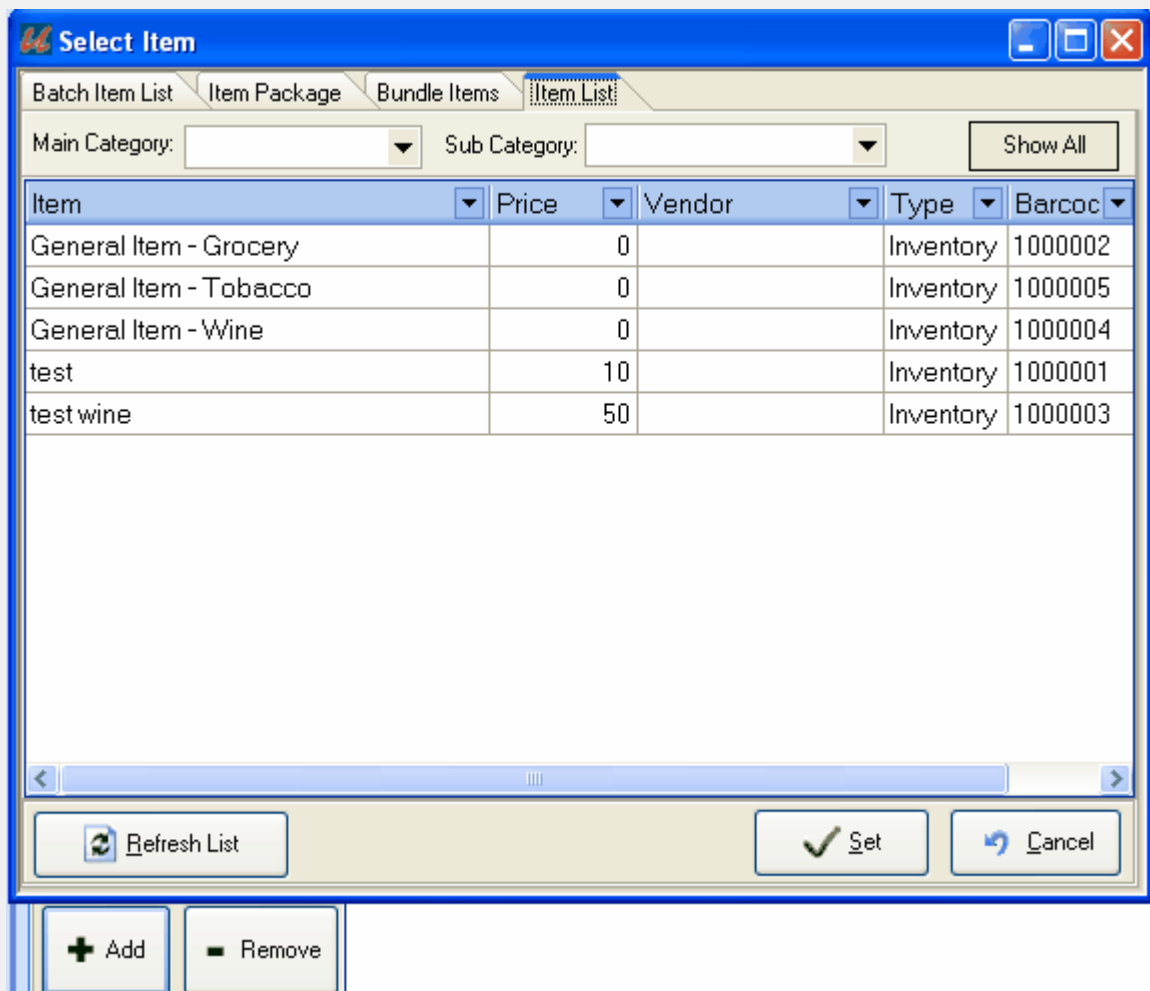 Select Item
Batch Item List Item Package Bundle Items Item List
Main Category: Sub Category: Show All
Item Price Vendor Type Barcoc
General Item - Grocery 0 Inventory 1000002
General Item - Tobacco 0 Inventory 1000005
General Item - Wine 0 Inventory 1000004
test 10 Inventory 1000001
test wine 50 Inventory 1000003
Refresh List Set Cancel
Add Remove